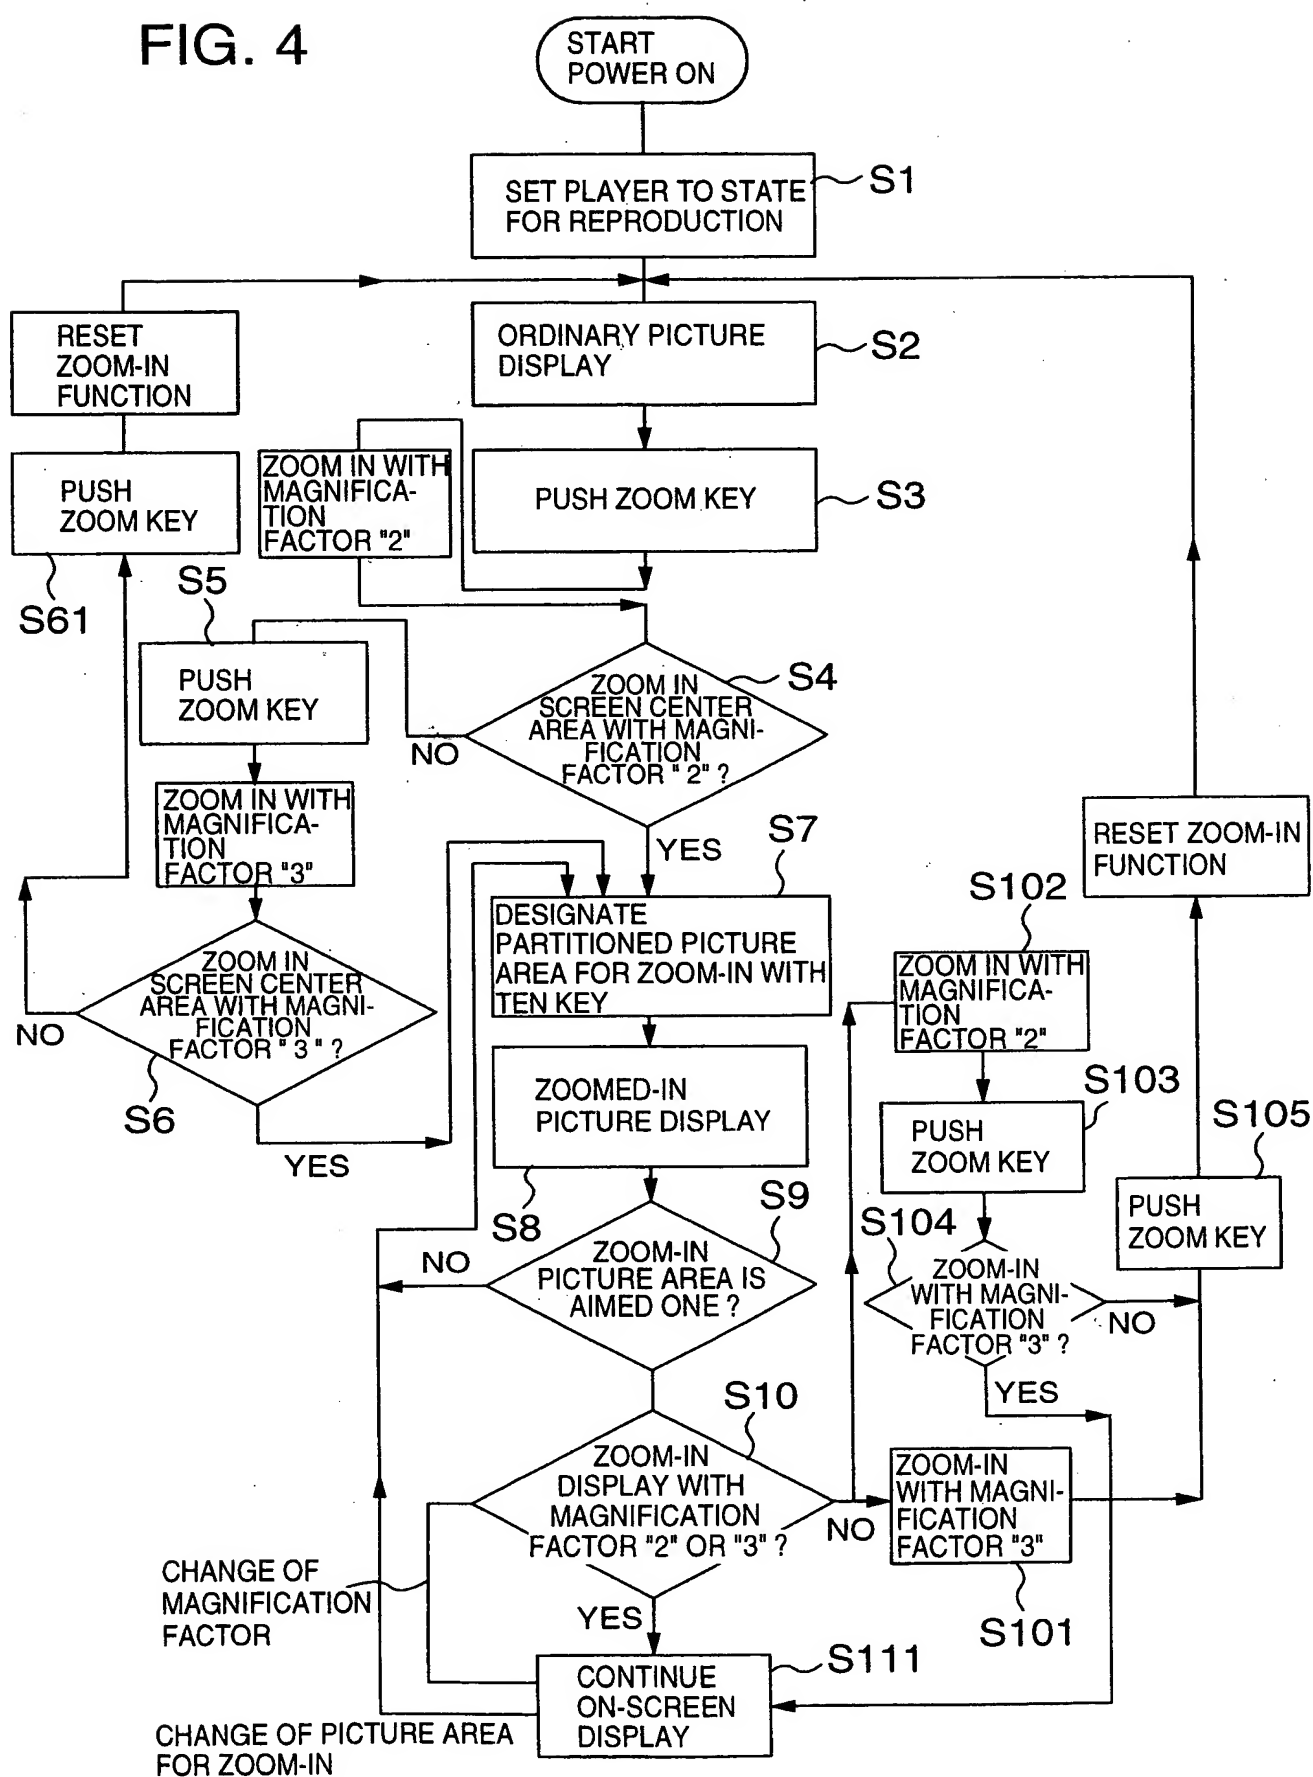 FIG. 4
START
POWER ON
SET PLAYER TO STATE
FOR REPRODUCTION
S1
RESET
ZOOM-IN
FUNCTION
ORDINARY PICTURE
DISPLAY
S2
PUSH
ZOOM KEY
S61
ZOOM IN WITH
MAGNIFICA-
TION
FACTOR "2"
PUSH ZOOM KEY
S3
S5
PUSH
ZOOM KEY
ZOOM IN
SCREEN CENTER
AREA WITH MAGNI-
FICATION
FACTOR " 2" ?
S4
NO
YES
ZOOM IN WITH
MAGNIFICA-
TION
FACTOR "3"
S7
DESIGNATE
PARTITIONED PICTURE
AREA FOR ZOOM-IN WITH
TEN KEY
RESET ZOOM-IN
FUNCTION
S102
ZOOM IN WITH
MAGNIFICA-
TION
FACTOR "2"
ZOOM IN
SCREEN CENTER
AREA WITH MAGNI-
FICATION
FACTOR " 3 " ?
NO
S6
YES
ZOOMED-IN
PICTURE DISPLAY
S8
S103
PUSH
ZOOM KEY
S105
PUSH
ZOOM KEY
S9
ZOOM-IN
PICTURE AREA IS
AIMED ONE ?
NO
S104
ZOOM-IN
WITH MAGNI-
FICATION
FACTOR "3" ?
NO
YES
S10
ZOOM-IN
DISPLAY WITH
MAGNIFICATION
FACTOR "2" OR "3" ?
NO
YES
ZOOM-IN
WITH MAGNI-
FICATION
FACTOR "3"
S101
CHANGE OF
MAGNIFICATION
FACTOR
CONTINUE
ON-SCREEN
DISPLAY
S111
CHANGE OF PICTURE AREA
FOR ZOOM-IN